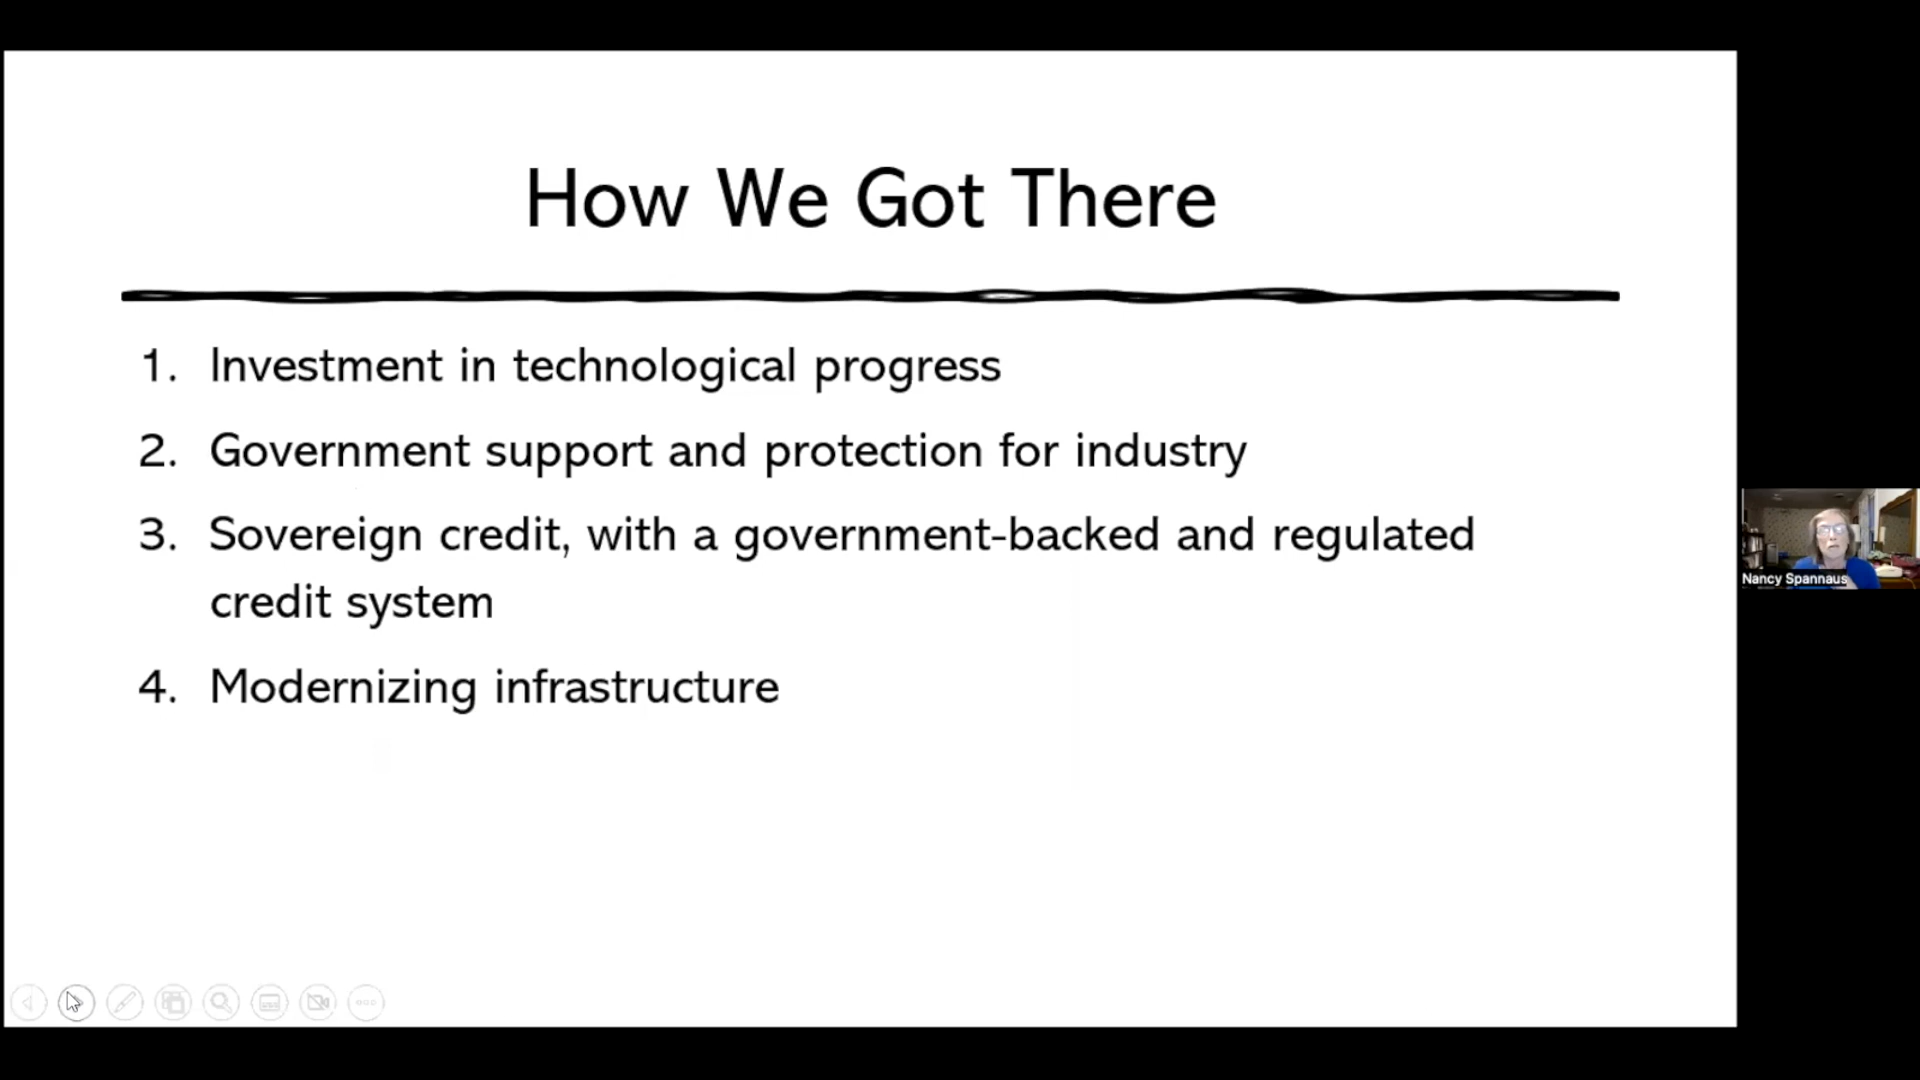 How We Got There
1. Investment in technological progress
2. Government support and protection for industry
3. Sovereign credit, with a government-backed and regulated
credit system
4. Modernizing infrastructure
Nancy Spannaus